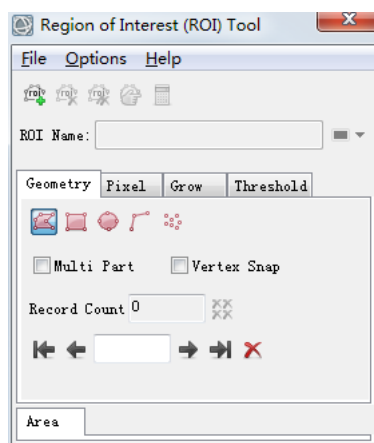 Region of Interest (ROI) Tool
File Options Help
ROI Name:
Geometry Pixel Grow Threshold
Multi Part Vertex Snap
Record Count 0
Area